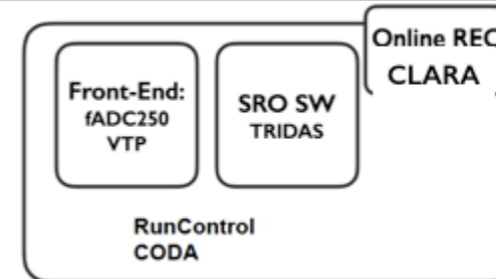 Online REC
CLARA
Front-End:
fADC250
VTP
SRO SW
TRIDAS
RunControl
CODA